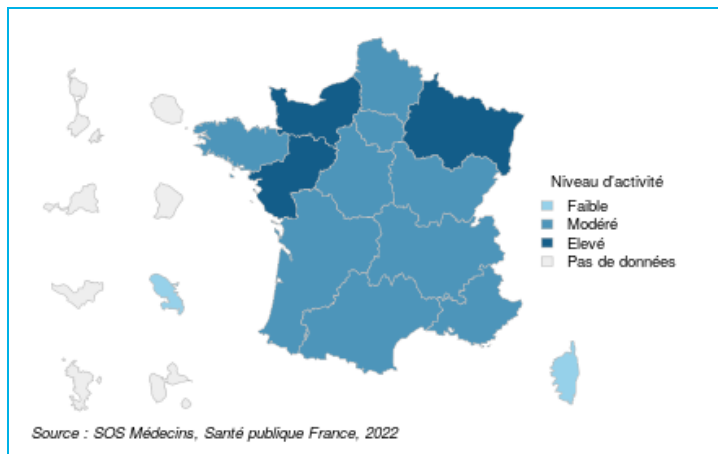 Niveau d'activité
Faible
Modéré
Elevé
Pas de données
Source : SOS Médecins, Santé publique France, 2022